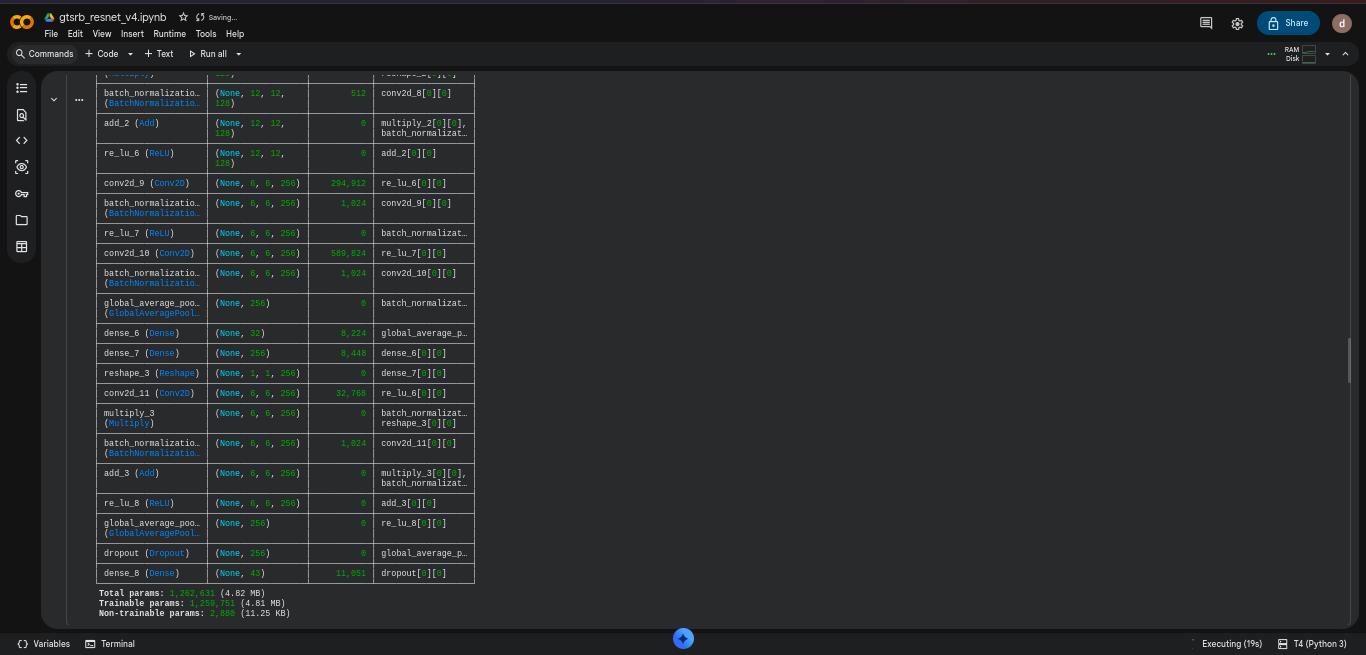 gtsrb_resnet_v4.ipynb
Saving...
File Edit View Insert Runtime Tools Help
Share
d
Commands + Code + Text Run all
RAM
Disk
batch_normalizatio… (None, 12, 12, 512 conv2d_8[0][0]
(BatchNormalizatio… 128)
add_2 (Add) (None, 12, 12, 0 multiply_2[0][0],
128) batch_normalizat…
re_lu_6 (ReLU) (None, 12, 12, 0 add_2[0][0]
128)
conv2d_9 (Conv2D) (None, 6, 6, 256) 294,912 re_lu_6[0][0]
batch_normalizatio… (None, 6, 6, 256) 1,024 conv2d_9[0][0]
(BatchNormalizatio…
re_lu_7 (ReLU) (None, 6, 6, 256) 0 batch_normalizat…
conv2d_10 (Conv2D) (None, 6, 6, 256) 589,824 re_lu_7[0][0]
batch_normalizatio… (None, 6, 6, 256) 1,024 conv2d_10[0][0]
(BatchNormalizatio…
global_average_poo… (None, 256) 0 batch_normalizat…
(GlobalAveragePool…
dense_6 (Dense) (None, 32) 8,224 global_average_p…
dense_7 (Dense) (None, 256) 8,448 dense_6[0][0]
reshape_3 (Reshape) (None, 1, 1, 256) 0 dense_7[0][0]
conv2d_11 (Conv2D) (None, 6, 6, 256) 32,768 re_lu_6[0][0]
multiply_3 (None, 6, 6, 256) 0 batch_normalizat…
(Multiply) reshape_3[0][0]
batch_normalizatio… (None, 6, 6, 256) 1,024 conv2d_11[0][0]
(BatchNormalizatio…
add_3 (Add) (None, 6, 6, 256) 0 multiply_3[0][0],
batch_normalizat…
re_lu_8 (ReLU) (None, 6, 6, 256) 0 add_3[0][0]
global_average_poo… (None, 256) 0 re_lu_8[0][0]
(GlobalAveragePool…
dropout (Dropout) (None, 256) 0 global_average_p…
dense_8 (Dense) (None, 43) 11,051 dropout[0][0]
Total params: 1,262,631 (4.82 MB)
Trainable params: 1,259,751 (4.81 MB)
Non-trainable params: 2,880 (11.25 KB)
Variables Terminal Executing (19s) T4 (Python 3)